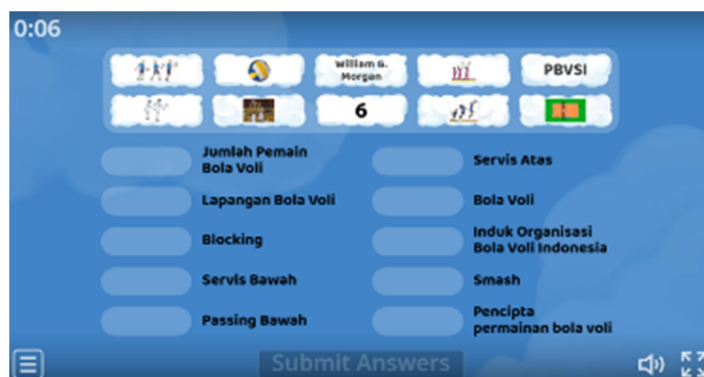 0:06
William G.
Morgan
PBVSI
6
Jumlah Pemain
Bola Voli
Servis Atas
Lapangan Bola Voli
Bola Voli
Blocking
Induk Organisasi
Bola Voli Indonesia
Servis Bawah
Smash
Passing Bawah
Pencipta
permainan bola voli
Submit Answers